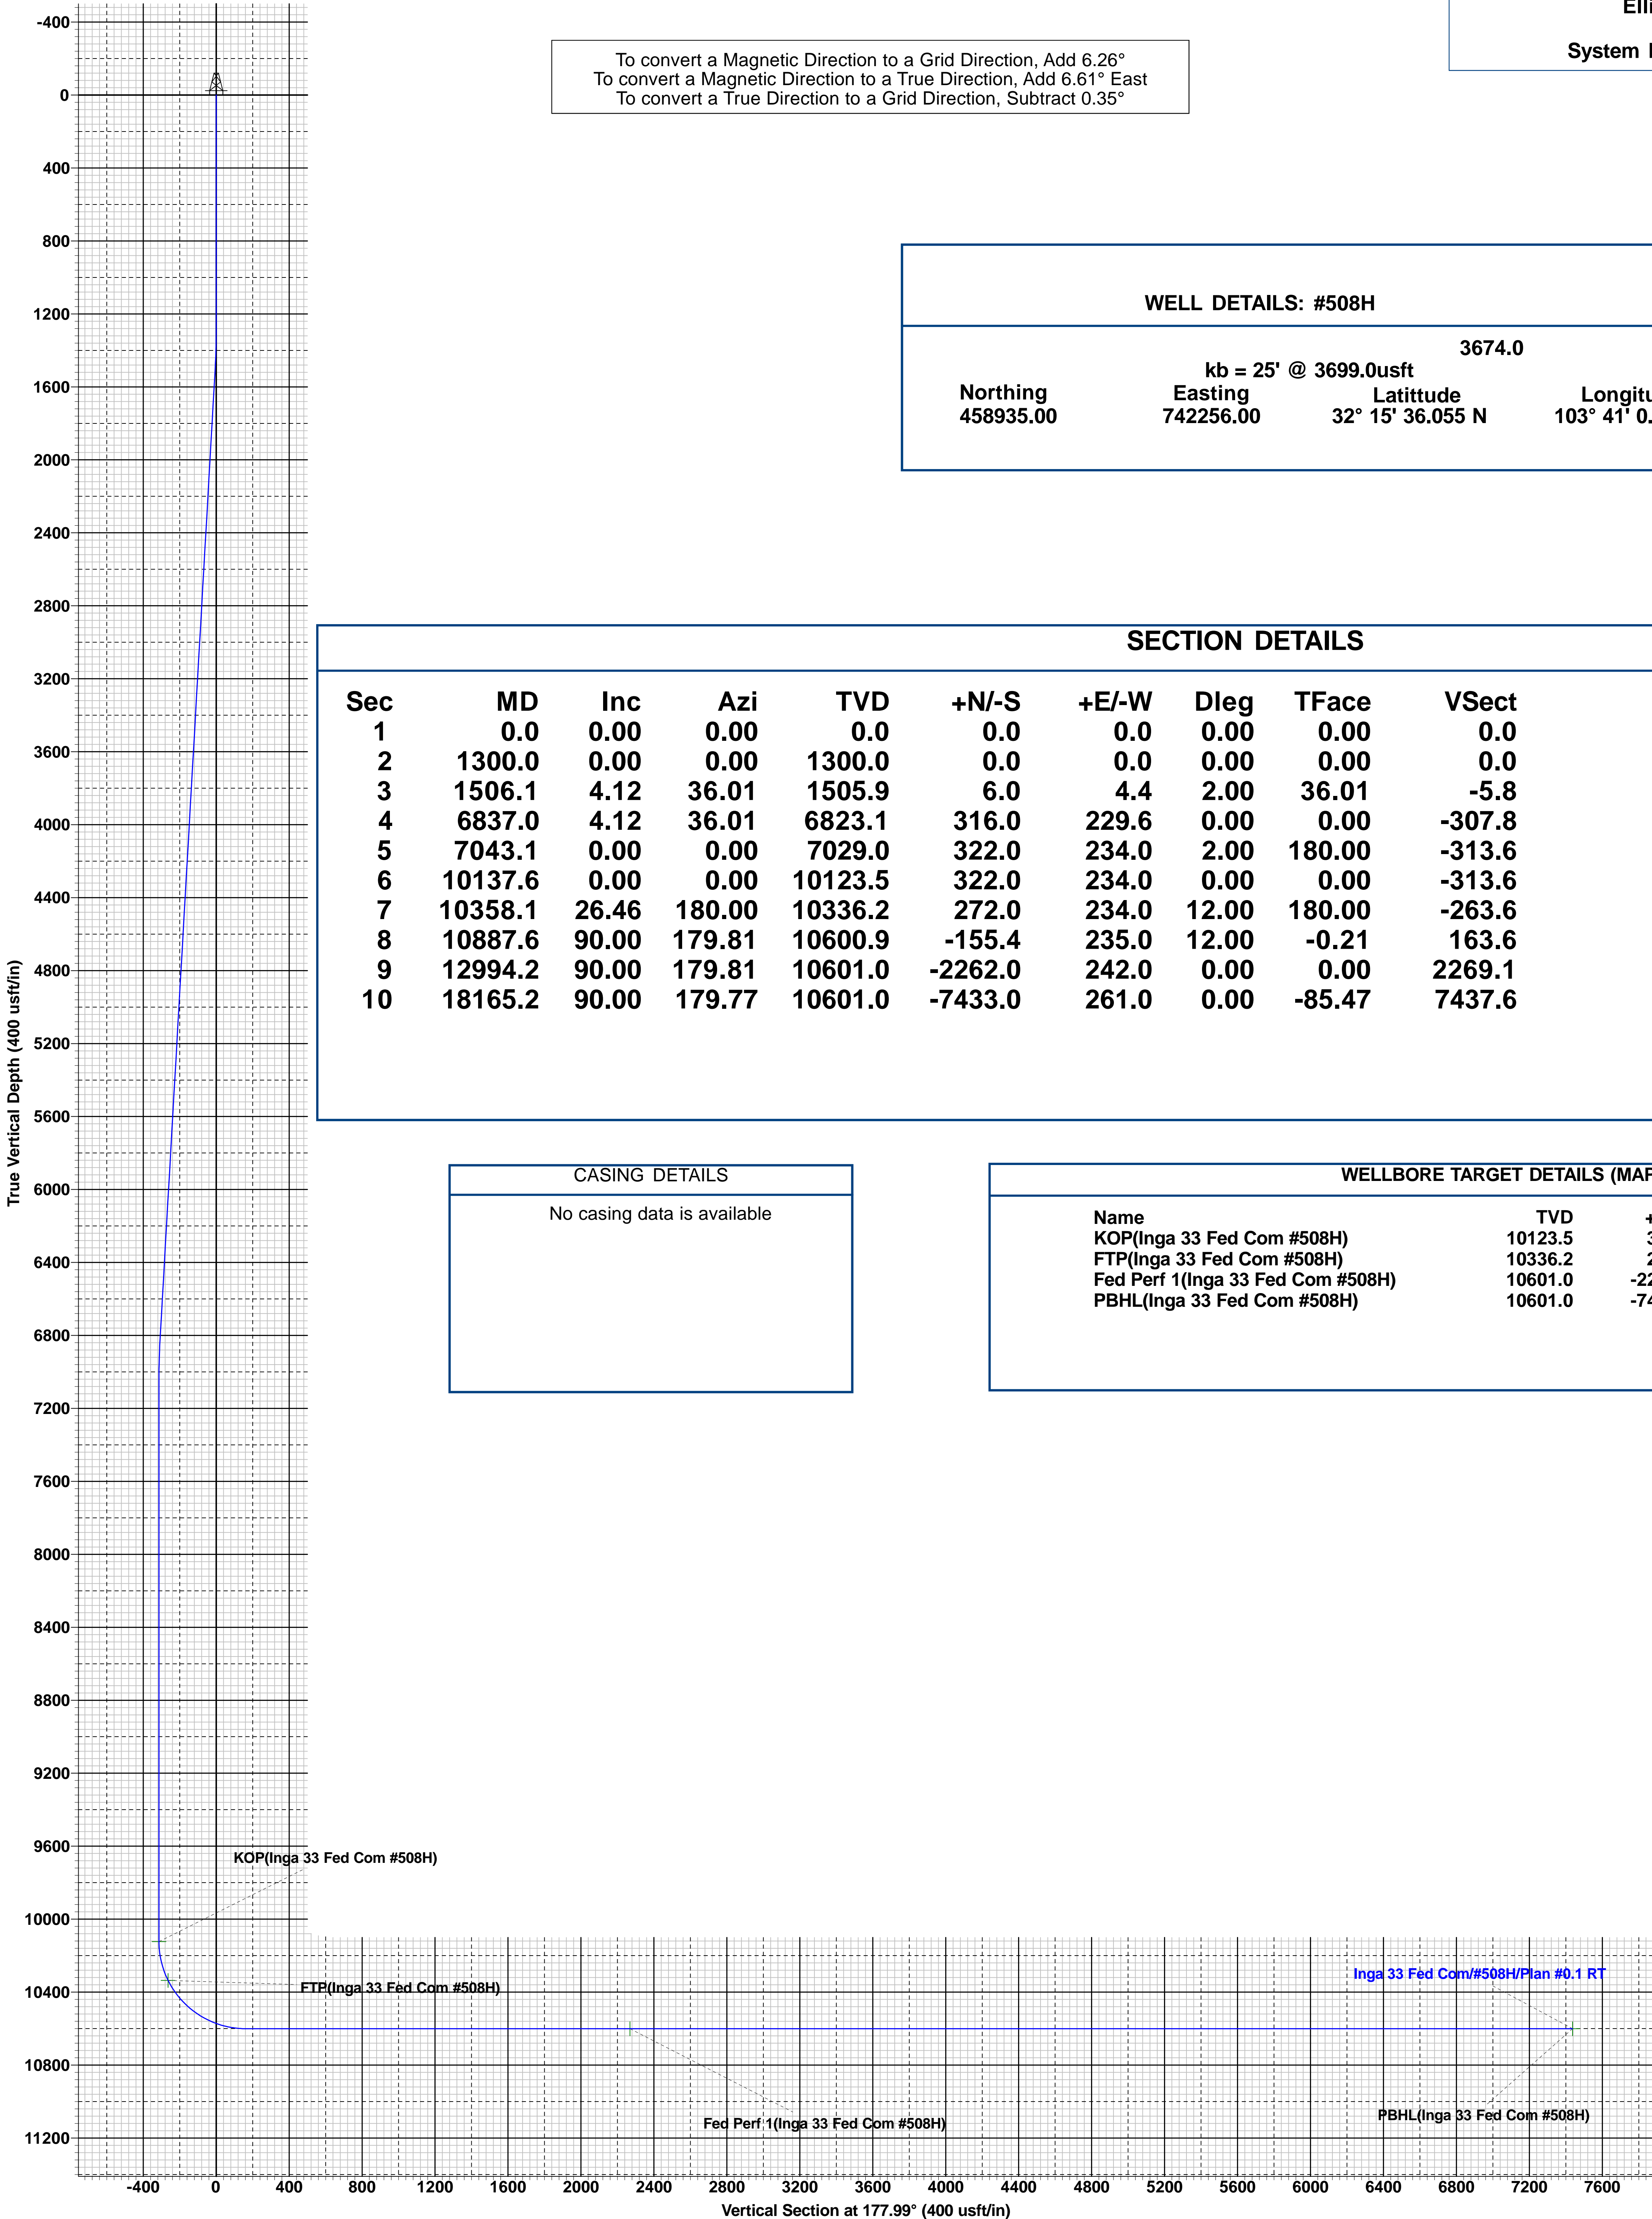 Elli
System
To convert a Magnetic Direction to a Grid Direction, Add 6.26°
To convert a Magnetic Direction to a True Direction, Add 6.61° East
To convert a True Direction to a Grid Direction, Subtract 0.35°
WELL DETAILS: #508H
3674.0
kb = 25' @ 3699.0usft
Northing Easting Latittude Longitu
458935.00 742256.00 32° 15' 36.055 N 103° 41' 0.
SECTION DETAILS
Sec MD Inc Azi TVD +N/-S +E/-W Dleg TFace VSect
1 0.0 0.00 0.00 0.0 0.0 0.0 0.00 0.00 0.0
2 1300.0 0.00 0.00 1300.0 0.0 0.0 0.00 0.00 0.0
3 1506.1 4.12 36.01 1505.9 6.0 4.4 2.00 36.01 -5.8
4 6837.0 4.12 36.01 6823.1 316.0 229.6 0.00 0.00 -307.8
5 7043.1 0.00 0.00 7029.0 322.0 234.0 2.00 180.00 -313.6
6 10137.6 0.00 0.00 10123.5 322.0 234.0 0.00 0.00 -313.6
7 10358.1 26.46 180.00 10336.2 272.0 234.0 12.00 180.00 -263.6
8 10887.6 90.00 179.81 10600.9 -155.4 235.0 12.00 -0.21 163.6
9 12994.2 90.00 179.81 10601.0 -2262.0 242.0 0.00 0.00 2269.1
10 18165.2 90.00 179.77 10601.0 -7433.0 261.0 0.00 -85.47 7437.6
CASING DETAILS
No casing data is available
WELLBORE TARGET DETAILS (MAP
Name TVD +
KOP(Inga 33 Fed Com #508H) 10123.5 3
FTP(Inga 33 Fed Com #508H) 10336.2 2
Fed Perf 1(Inga 33 Fed Com #508H) 10601.0 -22
PBHL(Inga 33 Fed Com #508H) 10601.0 -74
True Vertical Depth (400 usft/in)
-400
0
400
800
1200
1600
2000
2400
2800
3200
3600
4000
4400
4800
5200
5600
6000
6400
6800
7200
7600
8000
8400
8800
9200
9600
10000
10400
10800
11200
KOP(Inga 33 Fed Com #508H)
FTP(Inga 33 Fed Com #508H)
Inga 33 Fed Com/#508H/Plan #0.1 RT
Fed Perf 1(Inga 33 Fed Com #508H)
PBHL(Inga 33 Fed Com #508H)
-400 0 400 800 1200 1600 2000 2400 2800 3200 3600 4000 4400 4800 5200 5600 6000 6400 6800 7200 7600
Vertical Section at 177.99° (400 usft/in)